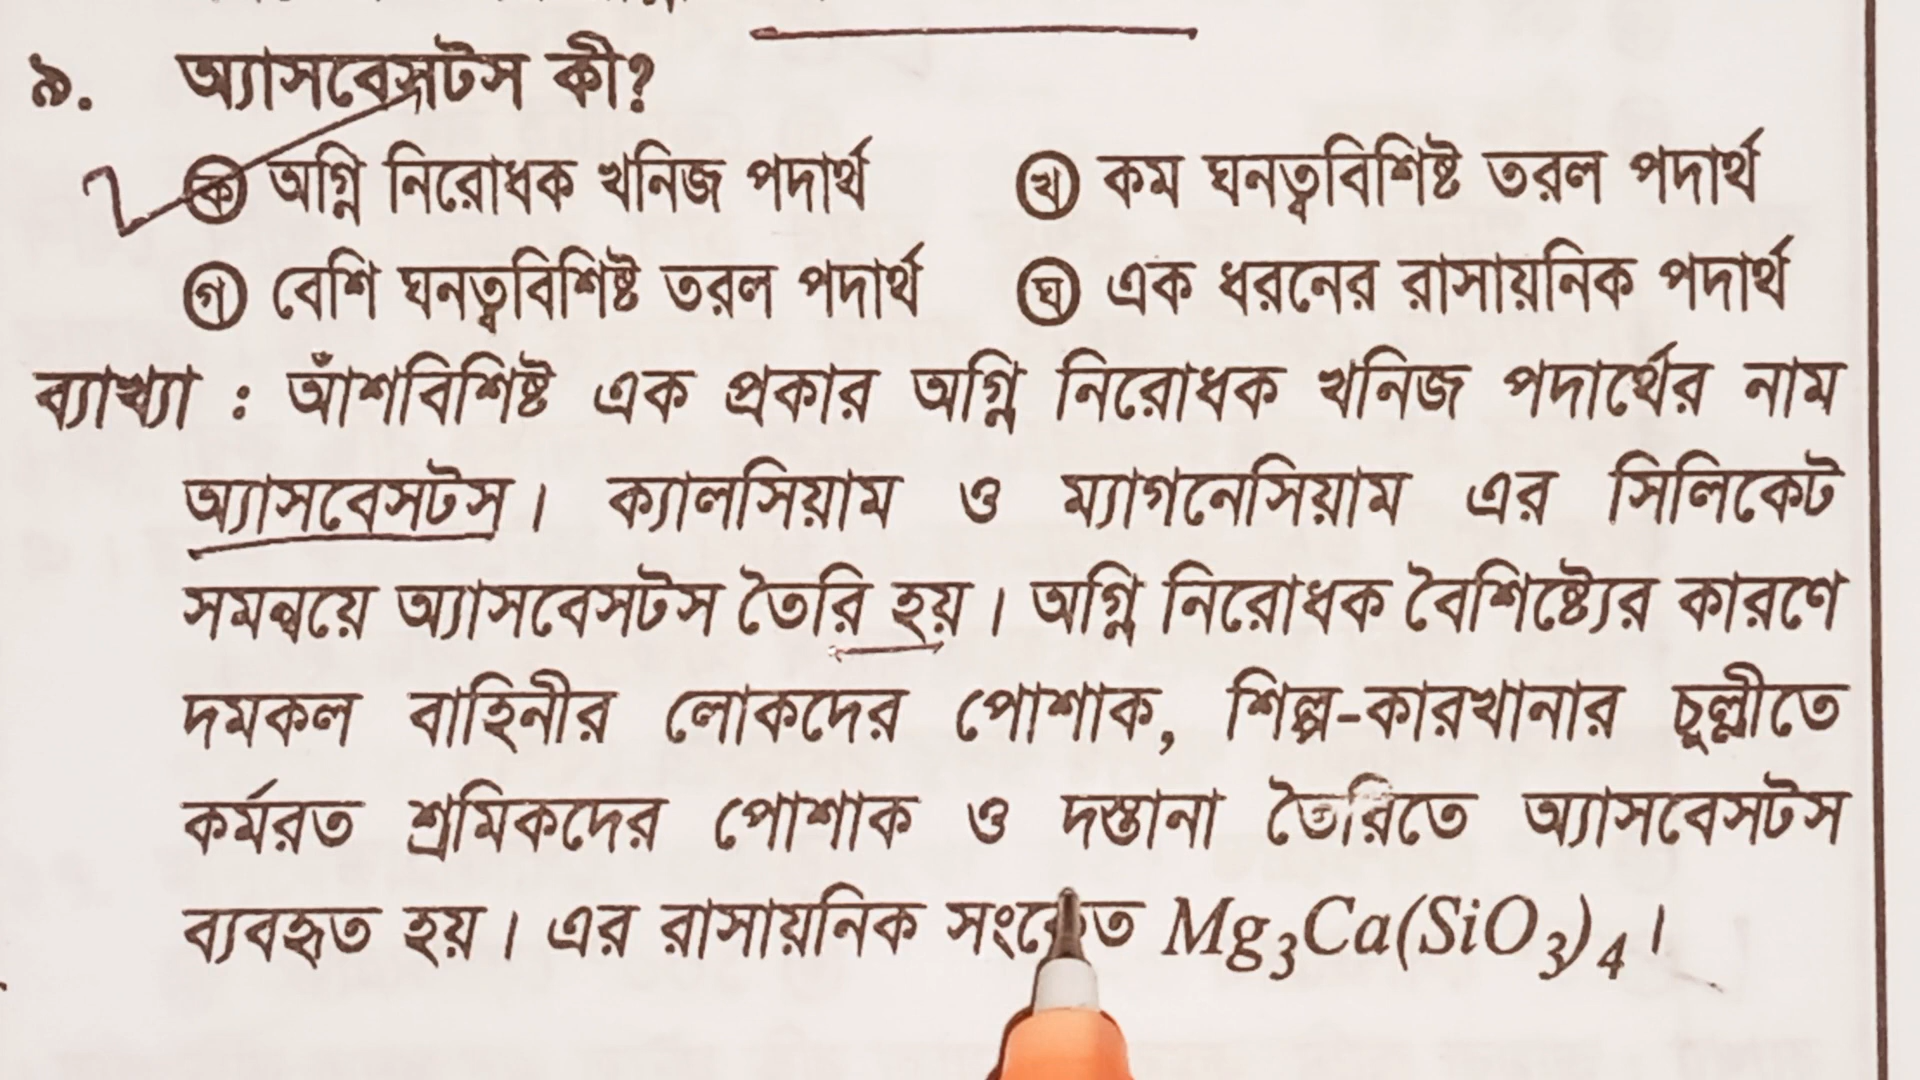 ৯. অ্যাসবেসটস কী?
ক অগ্নি নিরোধক খনিজ পদার্থ খ কম ঘনত্ববিশিষ্ট তরল পদার্থ
গ বেশি ঘনত্ববিশিষ্ট তরল পদার্থ ঘ এক ধরনের রাসায়নিক পদার্থ
ব্যাখ্যা : আঁশবিশিষ্ট এক প্রকার অগ্নি নিরোধক খনিজ পদার্থের নাম
অ্যাসবেসটস। ক্যালসিয়াম ও ম্যাগনেসিয়াম এর সিলিকেট
সমন্বয়ে অ্যাসবেসটস তৈরি হয়। অগ্নি নিরোধক বৈশিষ্ট্যের কারণে
দমকল বাহিনীর লোকদের পোশাক, শিল্প-কারখানার চুল্লীতে
কর্মরত শ্রমিকদের পোশাক ও দস্তানা তৈরিতে অ্যাসবেসটস
ব্যবহৃত হয়। এর রাসায়নিক সংকেত Mg₃Ca(SiO₃)₄।